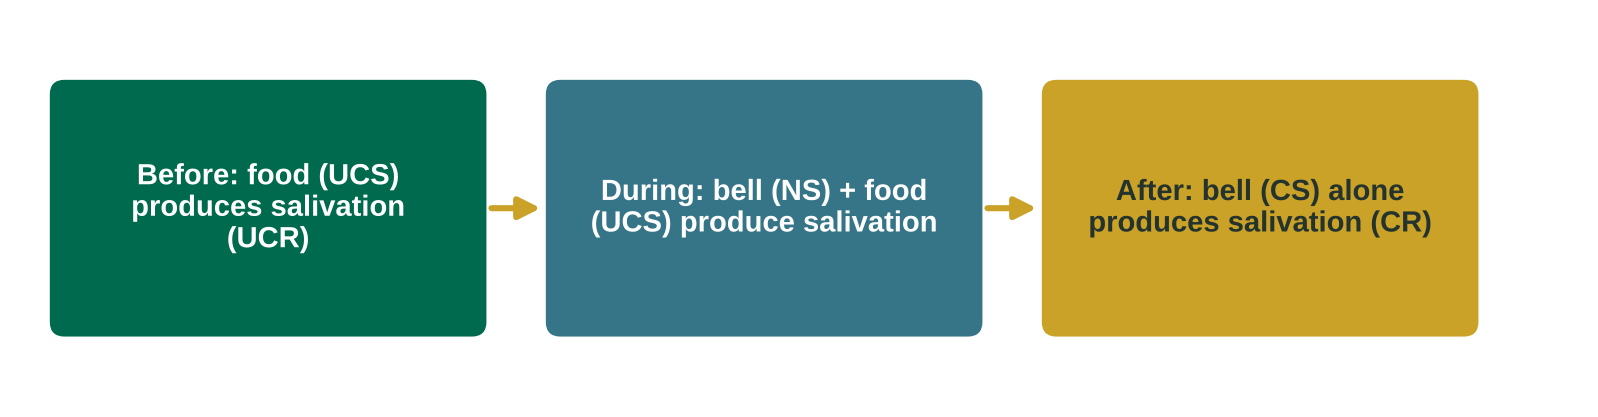 Before: food (UCS)
produces salivation
(UCR)
During: bell (NS) + food
(UCS) produce salivation
After: bell (CS) alone
produces salivation (CR)